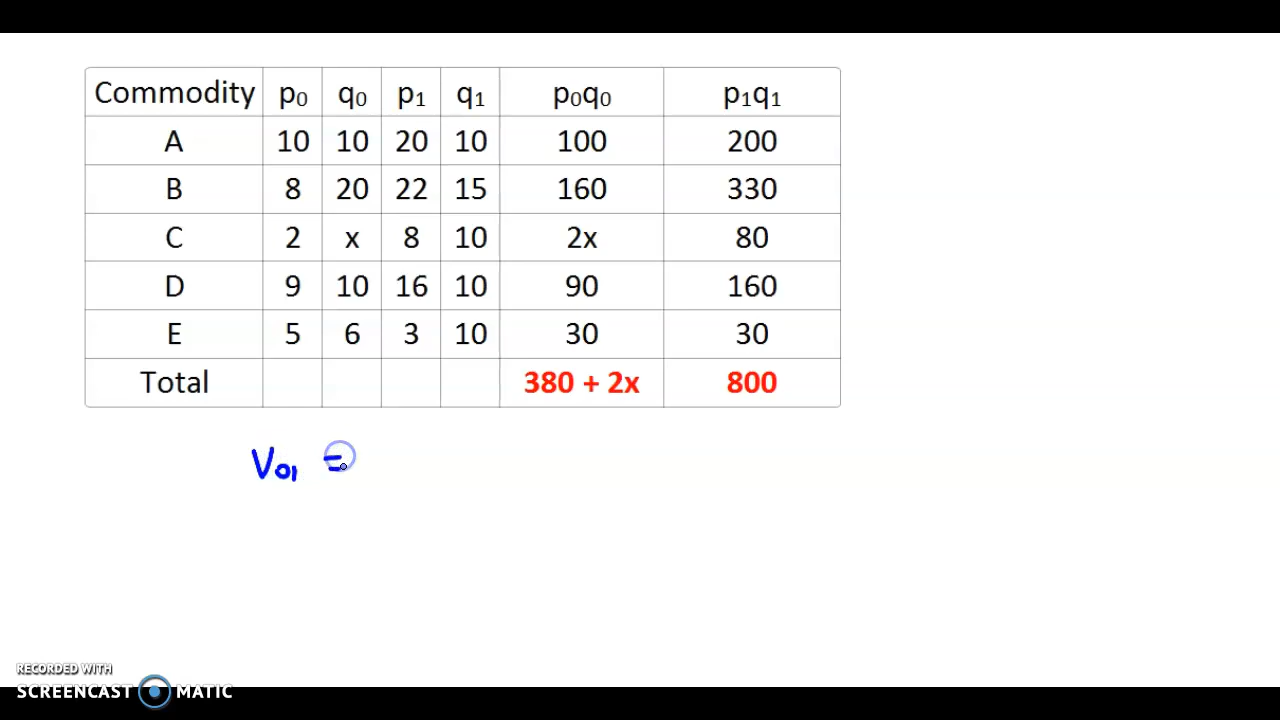 Commodity p₀ q₀ p₁ q₁ p₀q₀ p₁q₁
A 10 10 20 10 100 200
B 8 20 22 15 160 330
C 2 x 8 10 2x 80
D 9 10 16 10 90 160
E 5 6 3 10 30 30
Total 380 + 2x 800
V₀₁ =
RECORDED WITH
SCREENCAST MATIC